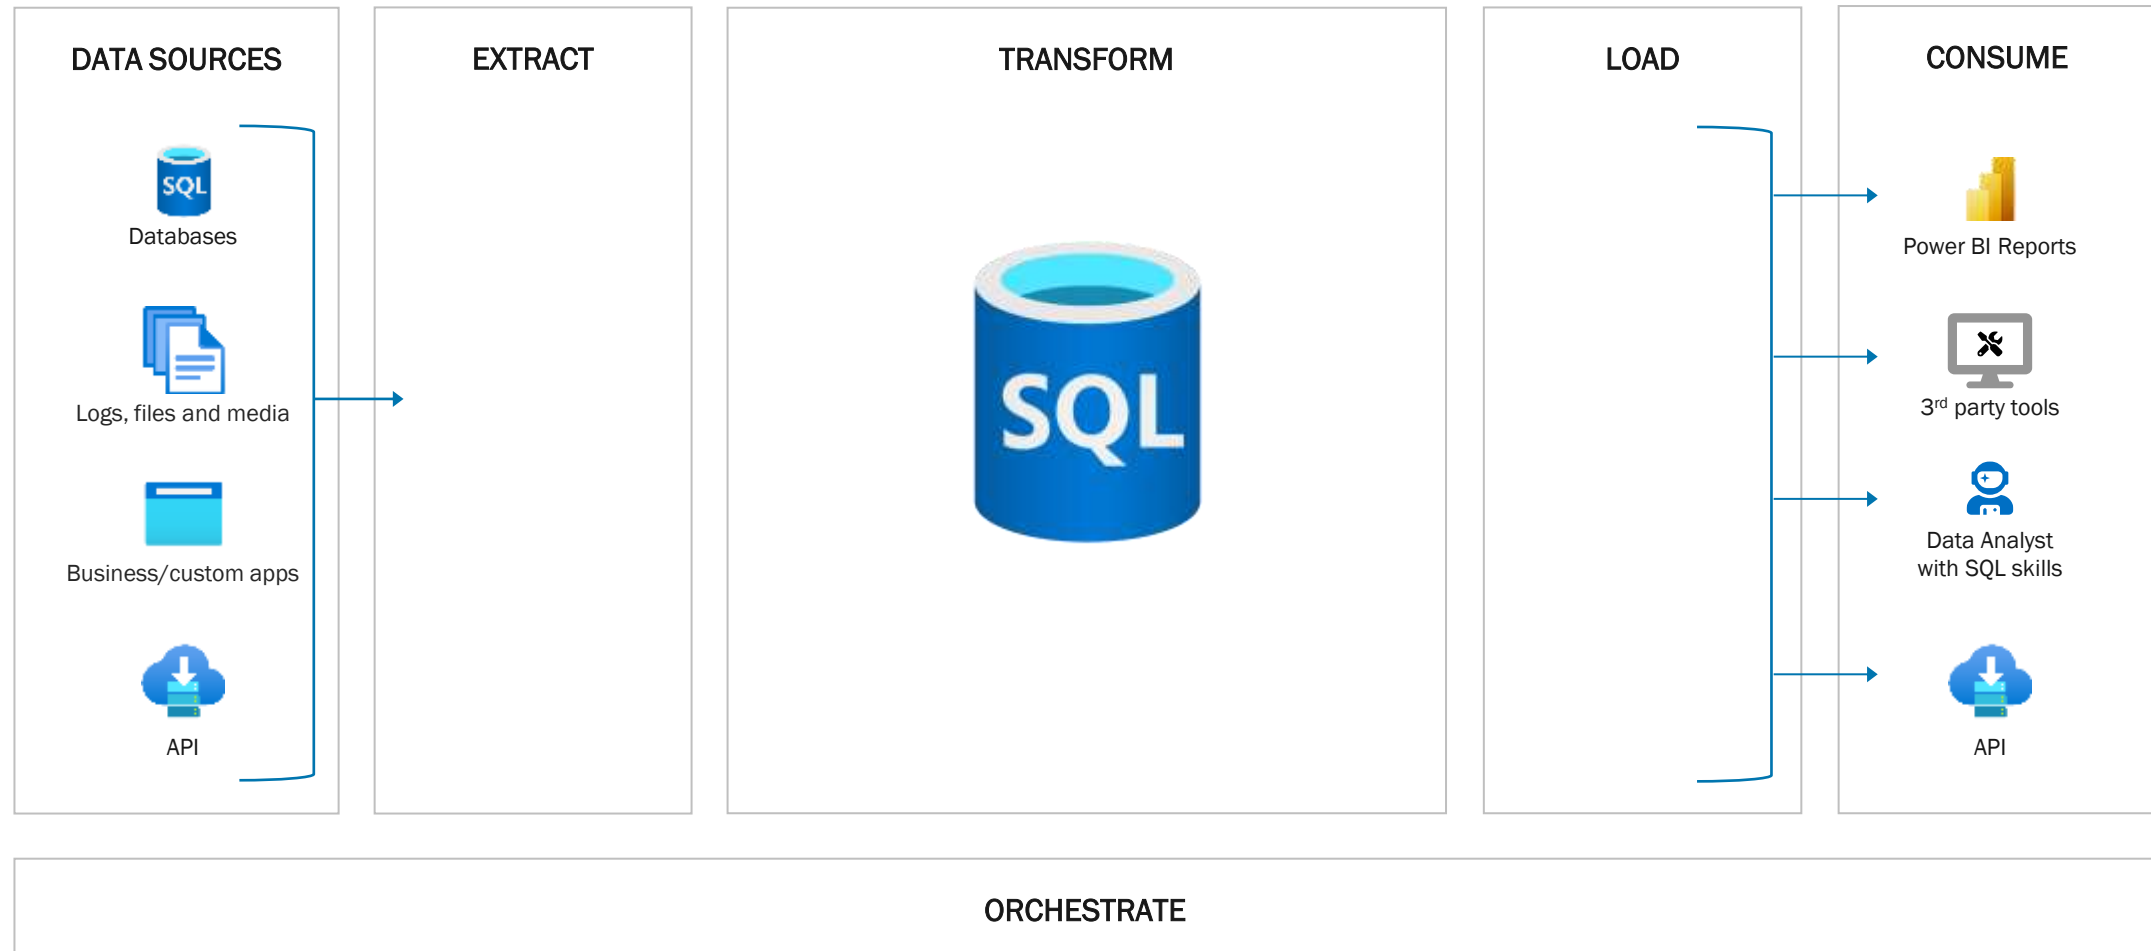 DATA SOURCES
EXTRACT
TRANSFORM
LOAD
CONSUME
SQL
Databases
Logs, files and media
Business/custom apps
API
SQL
Power BI Reports
3rd party tools
Data Analyst
with SQL skills
API
ORCHESTRATE